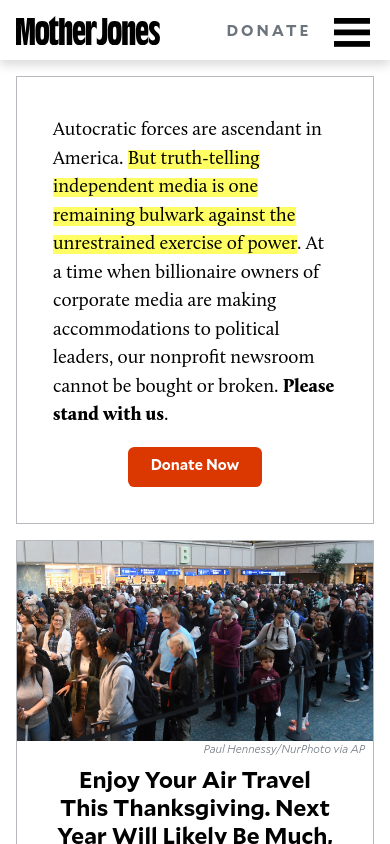 Mother Jones
DONATE
Autocratic forces are ascendant in
America. But truth-telling
independent media is one
remaining bulwark against the
unrestrained exercise of power. At
a time when billionaire owners of
corporate media are making
accommodations to political
leaders, our nonprofit newsroom
cannot be bought or broken. Please
stand with us.
Donate Now
Paul Hennessy/NurPhoto via AP
Enjoy Your Air Travel
This Thanksgiving. Next
Year Will Likely Be Much,